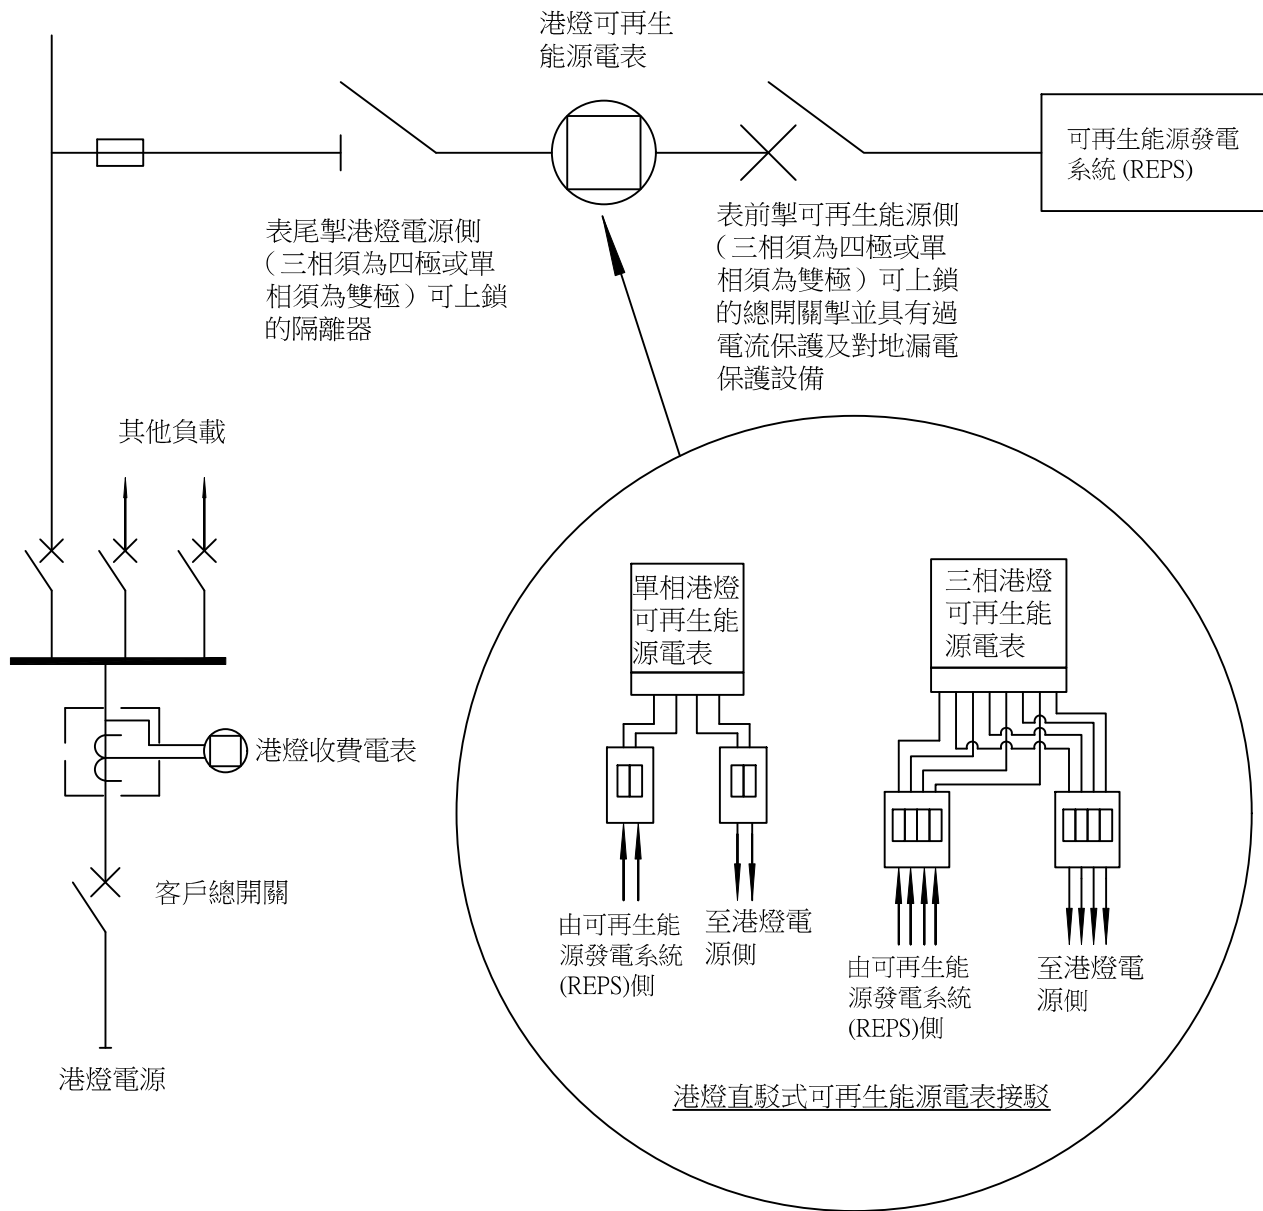 港燈可再生
能源電表
可再生能源發電
系統 (REPS)
表尾掣港燈電源側
（三相須為四極或單
相須為雙極）可上鎖
的隔離器
表前掣可再生能源側
（三相須為四極或單
相須為雙極）可上鎖
的總開關掣並具有過
電流保護及對地漏電
保護設備
其他負載
港燈收費電表
客戶總開關
港燈電源
單相港燈
可再生能
源電表
三相港燈
可再生能
源電表
由可再生能
源發電系統
(REPS)側
至港燈電
源側
由可再生能
源發電系統
(REPS)側
至港燈電
源側
港燈直駁式可再生能源電表接駁